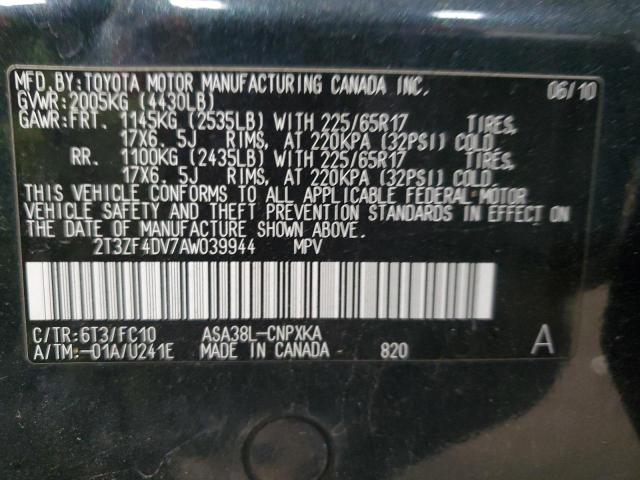 MFD. BY: TOYOTA MOTOR MANUFACTURING CANADA INC. 06/10
GVWR: 2005KG (4430LB)
GAWR: FRT. 1145KG (2535LB) WITH 225/65R17 TIRES,
17X6. 5J RIMS, AT 220KPA (32PSI) COLD
RR. 1100KG (2435LB) WITH 225/65R17 TIRES,
17X6. 5J RIMS, AT 220KPA (32PSI) COLD
THIS VEHICLE CONFORMS TO ALL APPLICABLE FEDERAL MOTOR
VEHICLE SAFETY AND THEFT PREVENTION STANDARDS IN EFFECT ON
THE DATE OF MANUFACTURE SHOWN ABOVE.
2T3ZF4DV7AW039944 MPV
C/TR: 6T3/FC10 ASA38L-CNPXKA
A/TM: -01A/U241E MADE IN CANADA 820 A